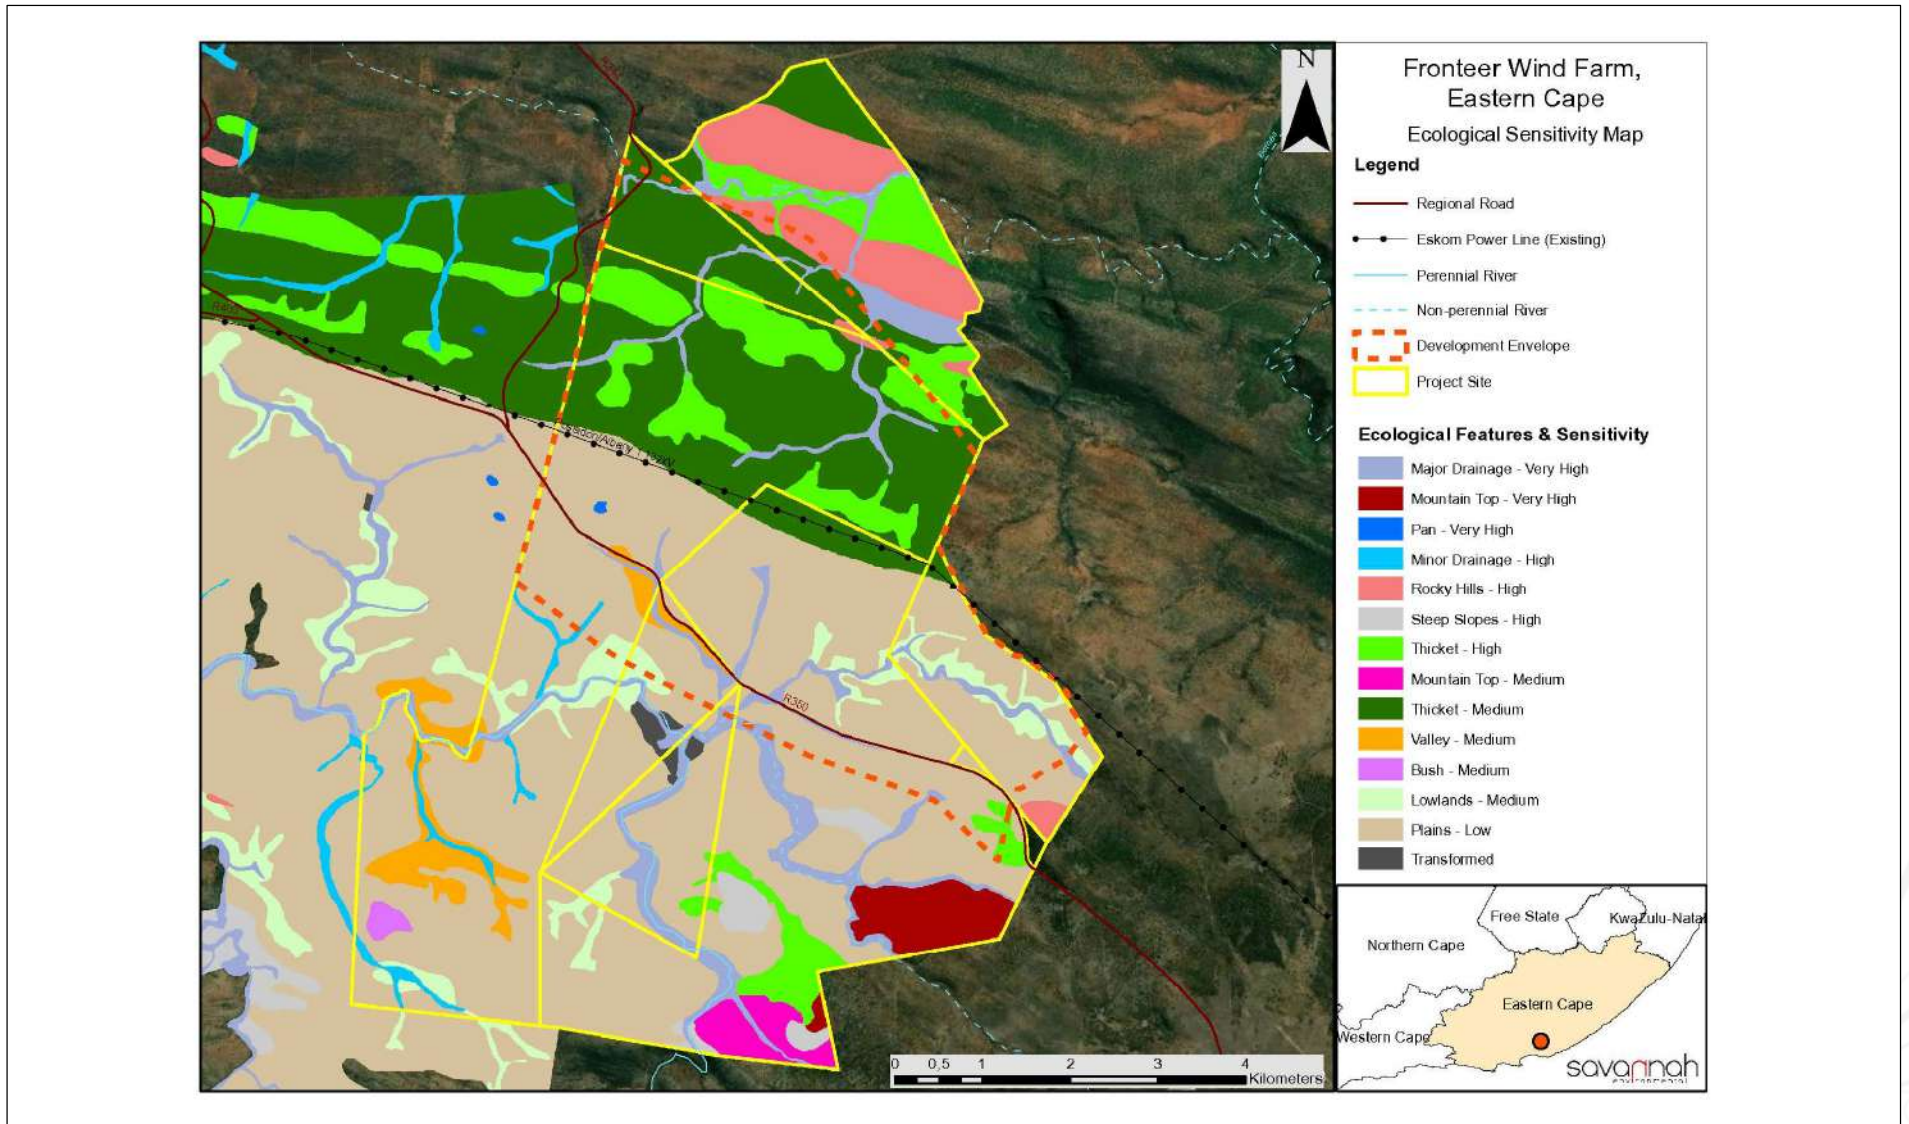 Fronteer Wind Farm,
Eastern Cape
Ecological Sensitivity Map
Legend
Regional Road
Eskom Power Line (Existing)
Perennial River
Non-perennial River
Development Envelope
Project Site
Ecological Features & Sensitivity
Major Drainage - Very High
Mountain Top - Very High
Pan - Very High
Minor Drainage - High
Rocky Hills - High
Steep Slopes - High
Thicket - High
Mountain Top - Medium
Thicket - Medium
Valley - Medium
Bush - Medium
Lowlands - Medium
Plains - Low
Transformed
N
R350
0 0,5 1 2 3 4
Kilometers
Free State
KwaZulu-Natal
Northern Cape
Eastern Cape
Western Cape
savannah
environmental